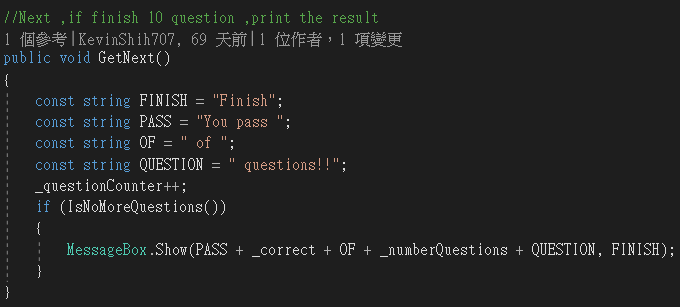 //Next ,if finish 10 question ,print the result
1 個參考|KevinShih707, 69 天前|1 位作者，1 項變更
public void GetNext()
{
const string FINISH = "Finish";
const string PASS = "You pass ";
const string OF = " of ";
const string QUESTION = " questions!!";
_questionCounter++;
if (IsNoMoreQuestions())
{
MessageBox.Show(PASS + _correct + OF + _numberQuestions + QUESTION, FINISH);
}
}